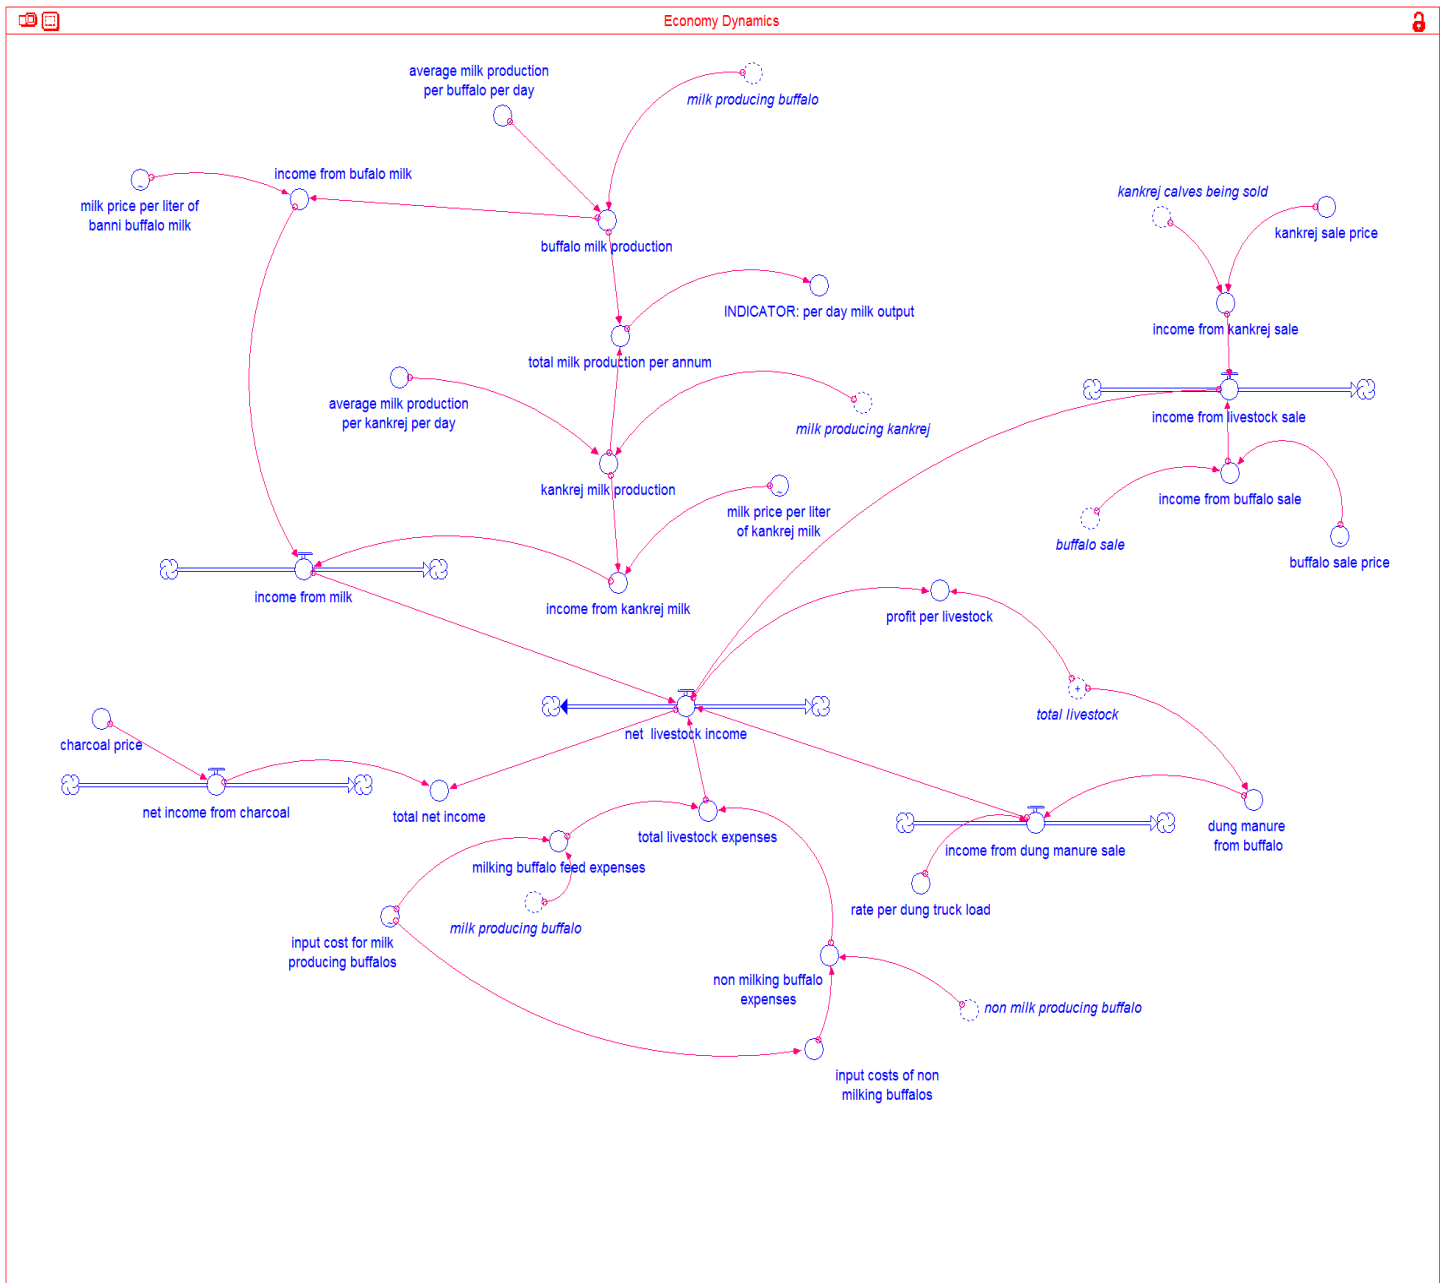 Economy Dynamics
average milk production
per buffalo per day
milk producing buffalo
income from bufalo milk
milk price per liter of
banni buffalo milk
buffalo milk production
kankrej calves being sold
kankrej sale price
INDICATOR: per day milk output
income from kankrej sale
total milk production per annum
average milk production
per kankrej per day
milk producing kankrej
income from livestock sale
kankrej milk production
milk price per liter
of kankrej milk
income from buffalo sale
buffalo sale
buffalo sale price
income from milk
income from kankrej milk
profit per livestock
total livestock
net  livestock income
charcoal price
net income from charcoal
total net income
total livestock expenses
income from dung manure sale
dung manure
from buffalo
milking buffalo feed expenses
rate per dung truck load
milk producing buffalo
input cost for milk
producing buffalos
non milking buffalo
expenses
non milk producing buffalo
input costs of non
milking buffalos